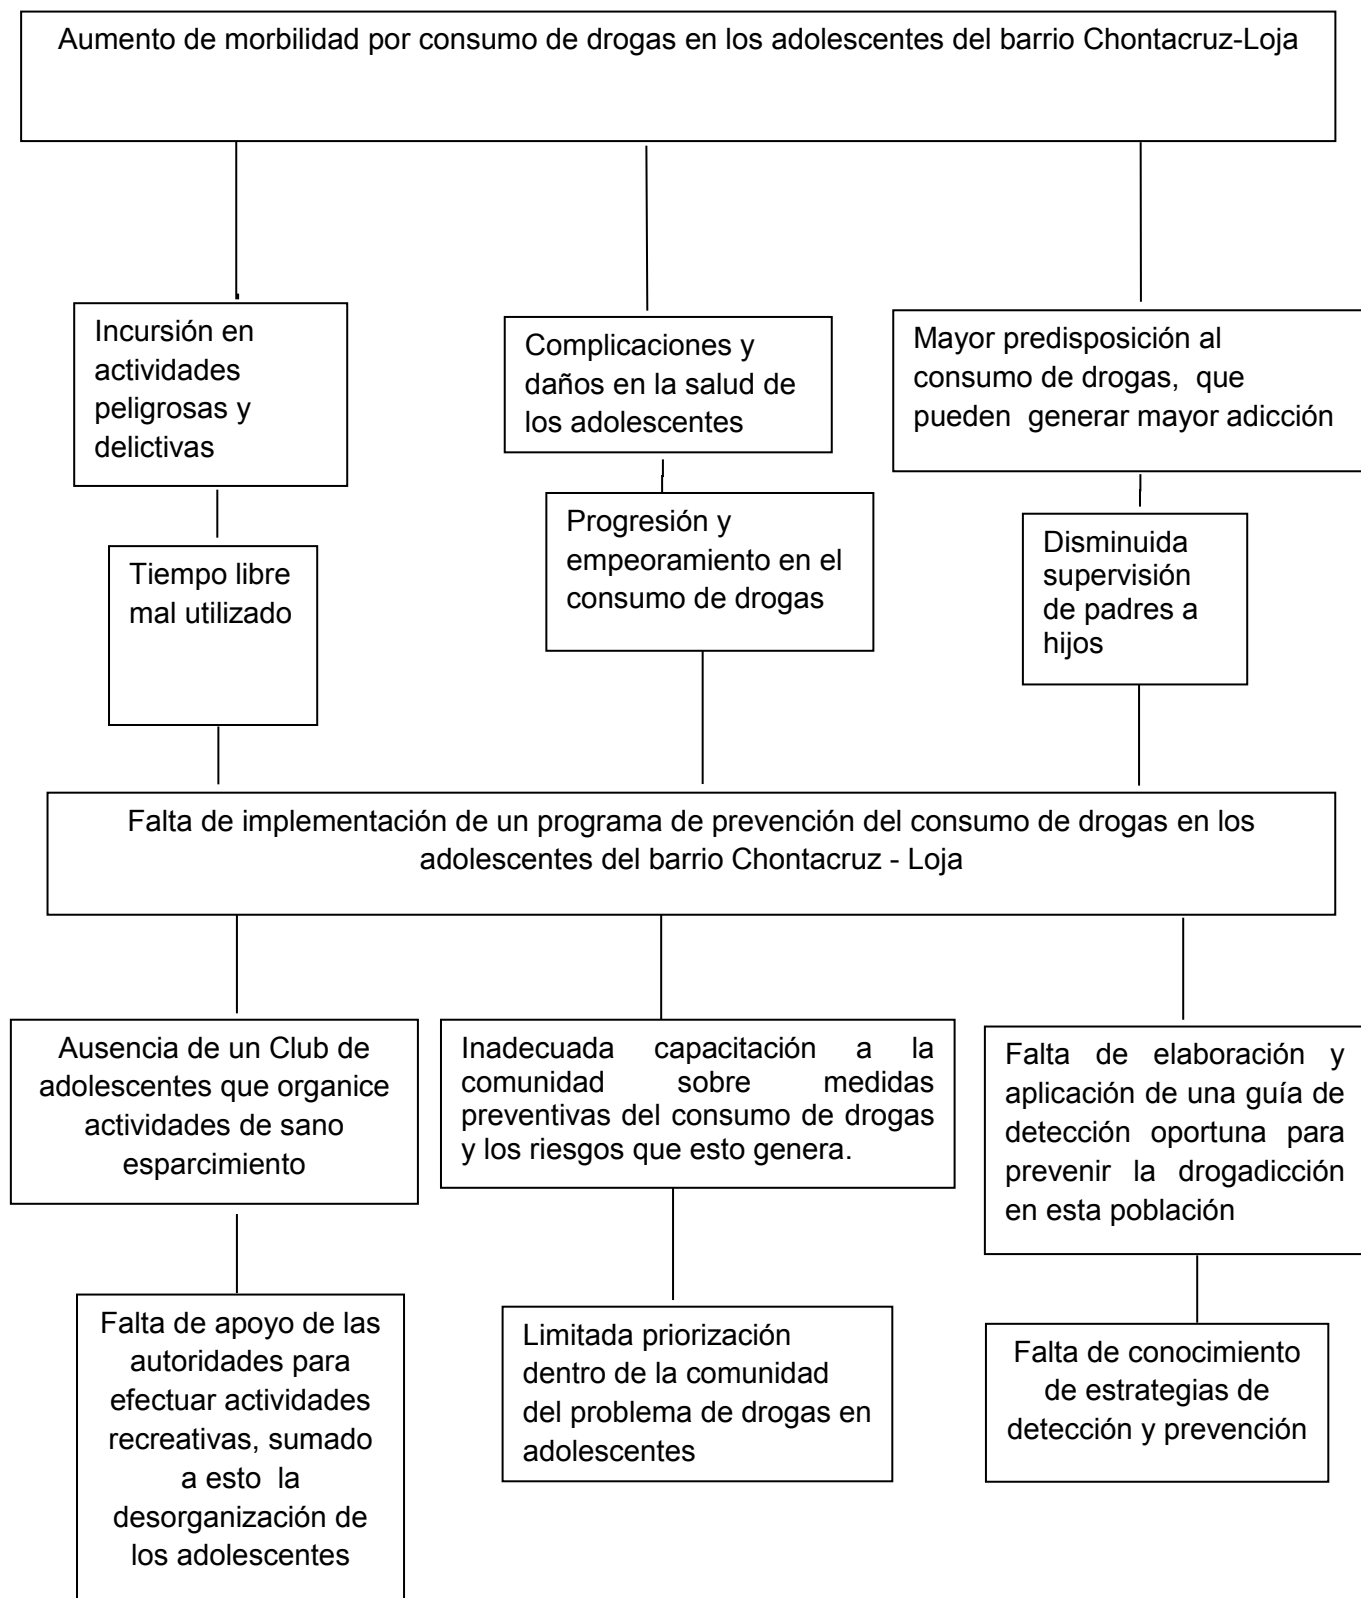 Aumento de morbilidad por consumo de drogas en los adolescentes del barrio Chontacruz-Loja
Incursión en
actividades
peligrosas y
delictivas
Complicaciones y
daños en la salud de
los adolescentes
Mayor predisposición al
consumo de drogas, que
pueden generar mayor adicción
Tiempo libre
mal utilizado
Progresión y
empeoramiento en el
consumo de drogas
Disminuida
supervisión
de padres a
hijos
Falta de implementación de un programa de prevención del consumo de drogas en los
adolescentes del barrio Chontacruz - Loja
Ausencia de un Club de
adolescentes que organice
actividades de sano
esparcimiento
Inadecuada capacitación a la
comunidad sobre medidas
preventivas del consumo de drogas
y los riesgos que esto genera.
Falta de elaboración y
aplicación de una guía de
detección oportuna para
prevenir la drogadicción
en esta población
Falta de apoyo de las
autoridades para
efectuar actividades
recreativas, sumado
a esto la
desorganización de
los adolescentes
Limitada priorización
dentro de la comunidad
del problema de drogas en
adolescentes
Falta de conocimiento
de estrategias de
detección y prevención